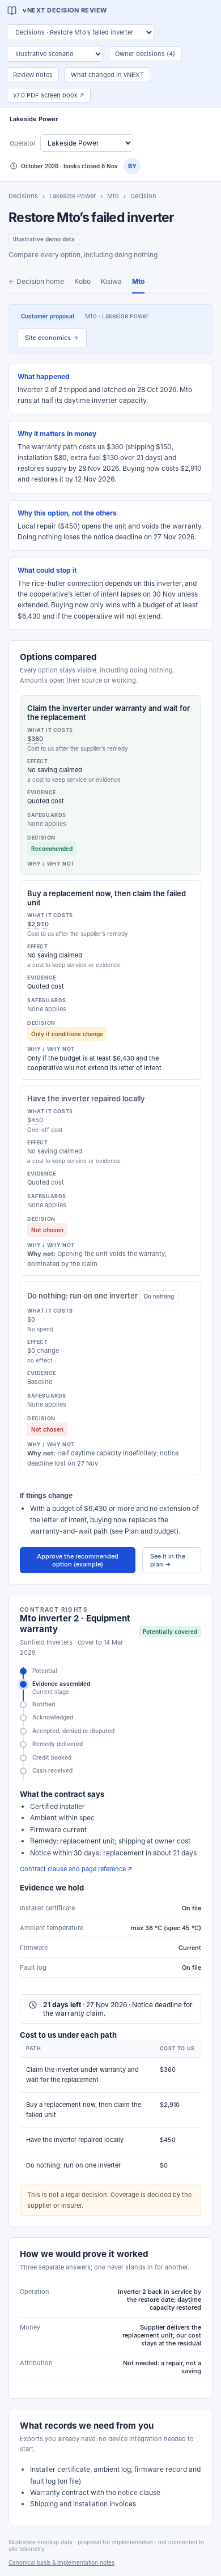 vNEXT DECISION REVIEW
Decisions · Restore Mto's failed inverter
Illustrative scenario
Owner decisions (4)
Review notes
What changed in vNEXT
v7.0 PDF screen book ↗
Lakeside Power
Operator
Lakeside Power
October 2026 · books closed 6 Nov
BY
Decisions › Lakeside Power › Mto › Decision
Restore Mto's failed inverter
Illustrative demo data
Compare every option, including doing nothing
← Decision home
Kobo
Kisiwa
Mto
Customer proposal
Mto · Lakeside Power
Site economics →
What happened
Inverter 2 of 2 tripped and latched on 28 Oct 2026. Mto
runs at half its daytime inverter capacity.
Why it matters in money
The warranty path costs us $360 (shipping $150,
installation $80, extra fuel $130 over 21 days) and
restores supply by 28 November. Buying now costs $2,910
and restores it by 12 November.
Why this option, not the others
Local repair ($450) opens the unit and voids the warranty.
Doing nothing loses the notice deadline on 27 Nov 2026.
What could stop it
The rice-huller connection depends on this inverter, and
the cooperative's letter of intent lapses on 30 Nov unless
extended. Buying now only wins with a budget of at least
$6,430 and if the cooperative will not extend.
Options compared
Every option stays visible, including doing nothing.
Amounts open their source or working.
Claim the inverter under warranty and wait for
the replacement
WHAT IT COSTS
$360
Cost to us after the supplier's remedy
EFFECT
No saving claimed
a cost to keep service or evidence
EVIDENCE
Quoted cost
SAFEGUARDS
None applies
DECISION
Recommended
WHY / WHY NOT
Buy a replacement now, then claim the failed
unit
WHAT IT COSTS
$2,910
Cost to us after the supplier's remedy
EFFECT
No saving claimed
a cost to keep service or evidence
EVIDENCE
Quoted cost
SAFEGUARDS
None applies
DECISION
Only if conditions change
WHY / WHY NOT
Only if the budget is at least $6,430 and the
cooperative will not extend its letter of intent
Have the inverter repaired locally
WHAT IT COSTS
$450
One-off cost
EFFECT
No saving claimed
a cost to keep service or evidence
EVIDENCE
Quoted cost
SAFEGUARDS
None applies
DECISION
Not chosen
WHY / WHY NOT
Why not: Opening the unit voids the warranty;
dominated by the claim
Do nothing: run on one inverter
Do nothing
WHAT IT COSTS
$0
No spend
EFFECT
$0 change
no effect
EVIDENCE
Baseline
SAFEGUARDS
None applies
DECISION
Not chosen
WHY / WHY NOT
Why not: Half daytime capacity indefinitely; notice
deadline lost on 27 Nov
If things change
With a budget of $6,430 or more and no extension of
the letter of intent, buying now replaces the
warranty-and-wait path (see Plan and budget).
Approve the recommended
option (example)
See it in the
plan →
CONTRACT RIGHTS
Mto inverter 2 · Equipment
warranty
Potentially covered
Sunfield Inverters · cover to 14 Mar
2029
Potential
Evidence assembled
Current stage
Notified
Acknowledged
Accepted, denied or disputed
Remedy delivered
Credit booked
Cash received
What the contract says
Certified installer
Ambient within spec
Firmware current
Remedy: replacement unit; shipping at owner cost
Notice within 30 days; replacement in about 21 days
Contract clause and page reference ↗
Evidence we hold
Installer certificate
On file
Ambient temperature
max 38 °C (spec 45 °C)
Firmware
Current
Fault log
On file
21 days left · 27 Nov 2026 · Notice deadline for
the warranty claim.
Cost to us under each path
PATH
COST TO US
Claim the inverter under warranty and
wait for the replacement
$360
Buy a replacement now, then claim the
failed unit
$2,910
Have the inverter repaired locally
$450
Do nothing: run on one inverter
$0
This is not a legal decision. Coverage is decided by the
supplier or insurer.
How we would prove it worked
Three separate answers; one never stands in for another.
Operation
Inverter 2 back in service by
the restore date; daytime
capacity restored
Money
Supplier delivers the
replacement unit; our cost
stays at the residual
Attribution
Not needed: a repair, not a
saving
What records we need from you
Exports you already have; no device integration needed to
start.
Installer certificate, ambient log, firmware record and
fault log (on file)
Warranty contract with the notice clause
Shipping and installation invoices
Illustrative mockup data · proposal for implementation · not connected to
site telemetry
Canonical basis & implementation notes